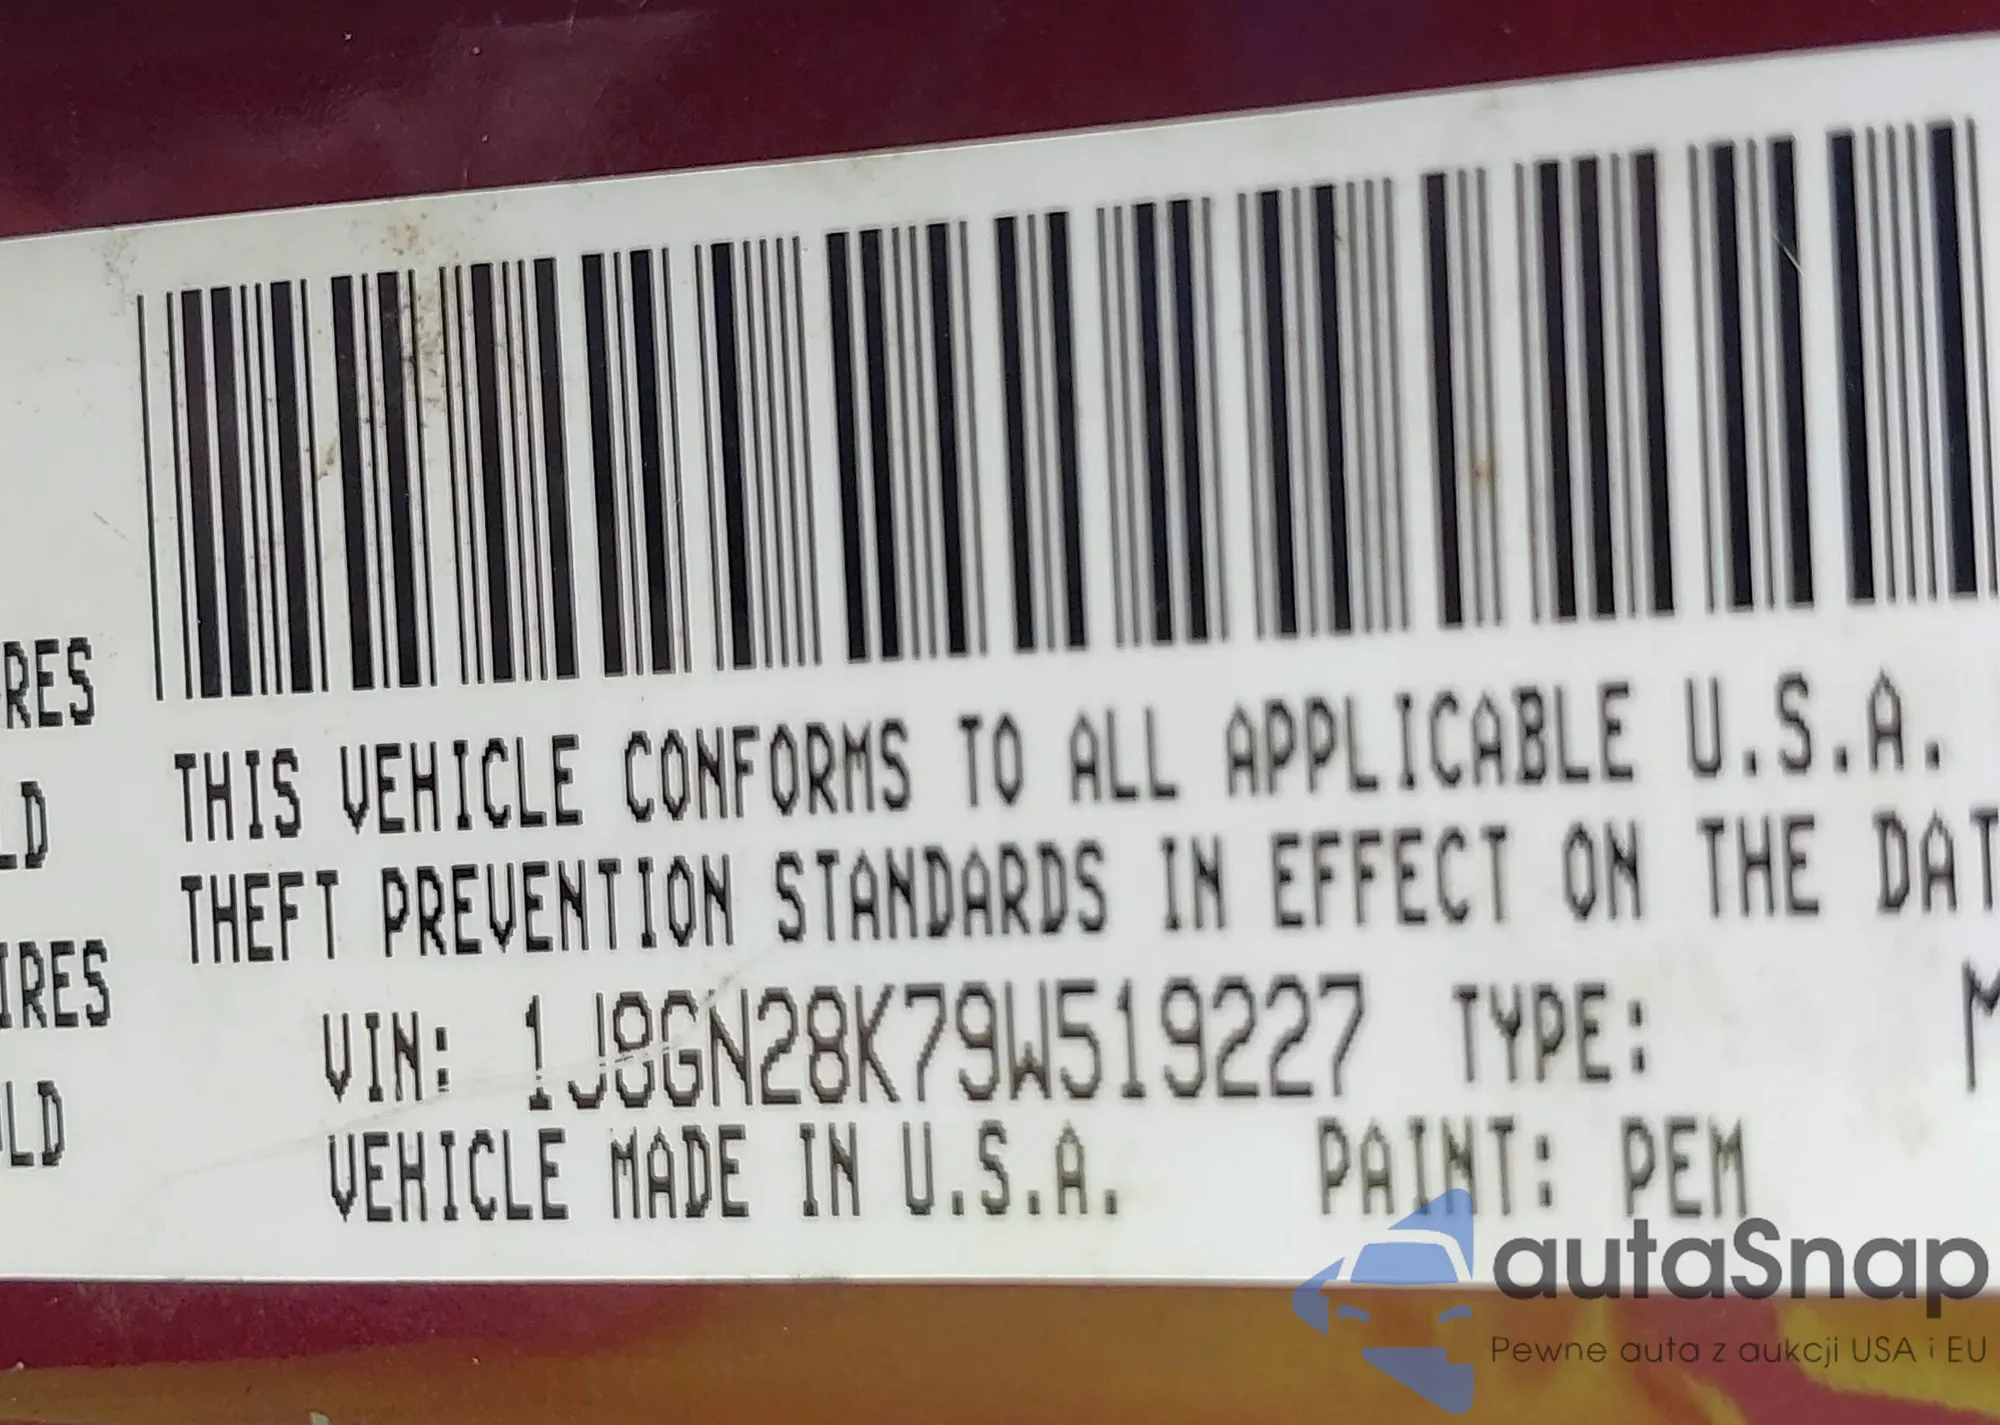 RES
LD
IRES
LD
THIS VEHICLE CONFORMS TO ALL APPLICABLE U.S.A.
THEFT PREVENTION STANDARDS IN EFFECT ON THE DAT
VIN: 1J8GN28K79W519227 TYPE: M
VEHICLE MADE IN U.S.A. PAINT: PEM
autaSnap
Pewne auta z aukcji USA i EU